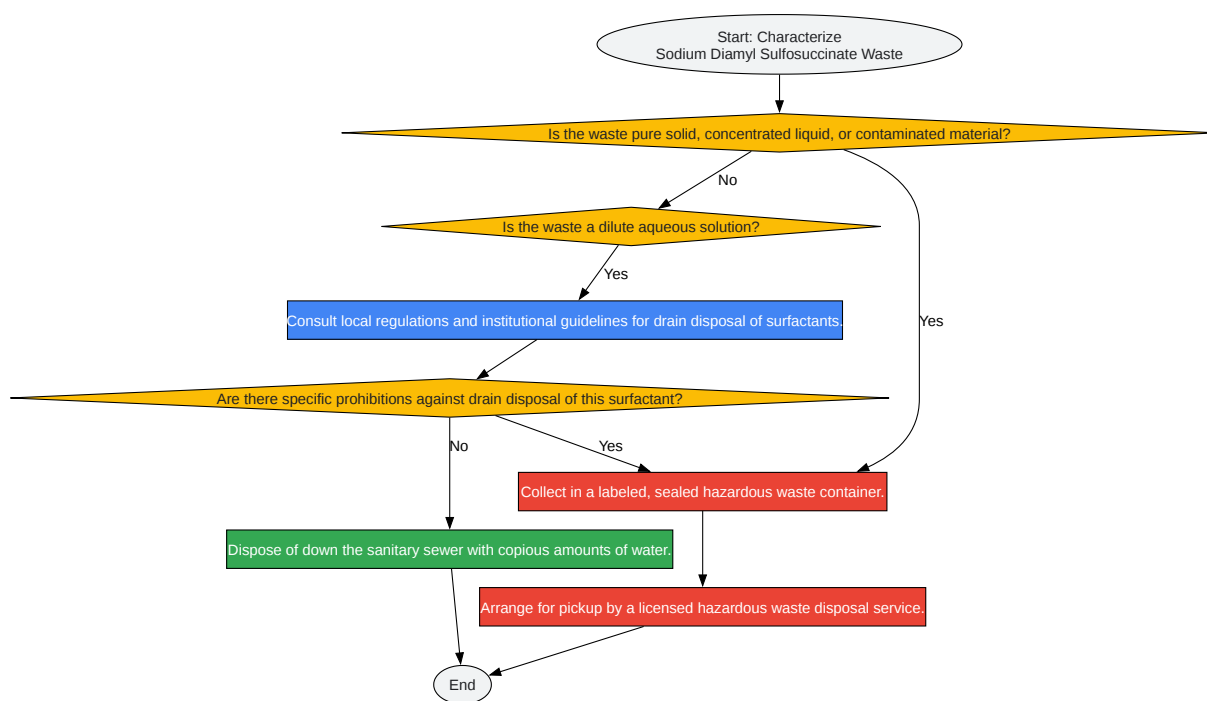 Start: Characterize
Sodium Diamyl Sulfosuccinate Waste
Is the waste pure solid, concentrated liquid, or contaminated material?
No
Is the waste a dilute aqueous solution?
Yes
Consult local regulations and institutional guidelines for drain disposal of surfactants.
Yes
Are there specific prohibitions against drain disposal of this surfactant?
No
Yes
Collect in a labeled, sealed hazardous waste container.
Dispose of down the sanitary sewer with copious amounts of water.
Arrange for pickup by a licensed hazardous waste disposal service.
End